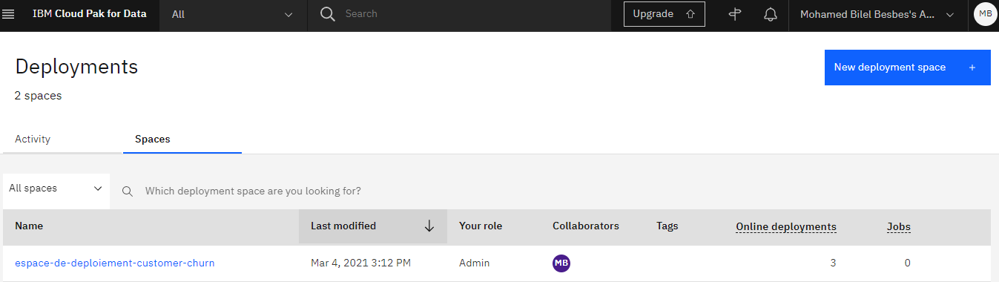 IBM Cloud Pak for Data All Search Upgrade Mohamed Bilel Besbes's A... MB
Deployments
New deployment space +
2 spaces
Activity Spaces
All spaces Which deployment space are you looking for?
Name Last modified Your role Collaborators Tags Online deployments Jobs
espace-de-deploiement-customer-churn Mar 4, 2021 3:12 PM Admin MB 3 0